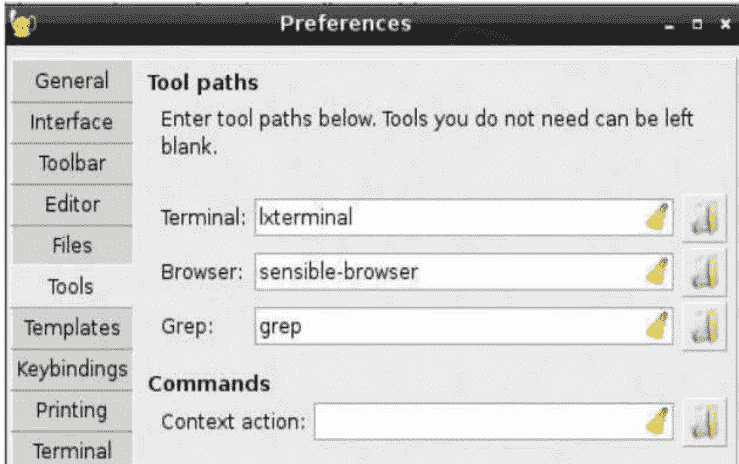 Preferences
General
Interface
Toolbar
Editor
Files
Tools
Templates
Keybindings
Printing
Terminal
Tool paths
Enter tool paths below. Tools you do not need can be left
blank.
Terminal: lxterminal
Browser: sensible-browser
Grep: grep
Commands
Context action: